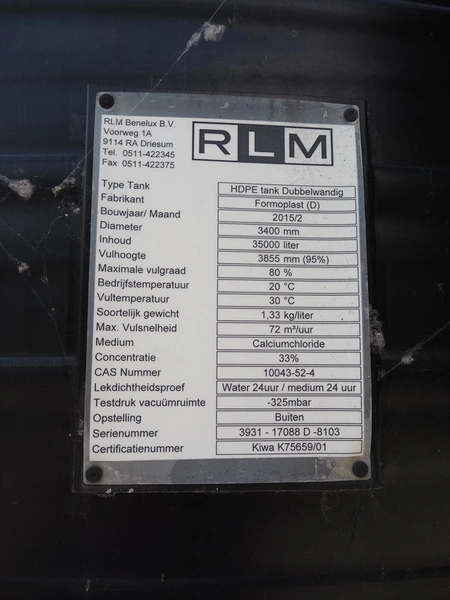 RLM Benelux B.V.
Voorweg 1A
9114 RA Driesum
Tel. 0511-422345
Fax 0511-422375
RLM
Type Tank HDPE tank Dubbelwandig
Fabrikant Formoplast (D)
Bouwjaar/ Maand 2015/2
Diameter 3400 mm
Inhoud 35000 liter
Vulhoogte 3855 mm (95%)
Maximale vulgraad 80 %
Bedrijfstemperatuur 20 °C
Vultemperatuur 30 °C
Soortelijk gewicht 1,33 kg/liter
Max. Vulsnelheid 72 m³/uur
Medium Calciumchloride
Concentratie 33%
CAS Nummer 10043-52-4
Lekdichtheidsproef Water 24uur / medium 24 uur
Testdruk vacuümruimte -325mbar
Opstelling Buiten
Serienummer 3931 - 17088 D -8103
Certificatienummer Kiwa K75659/01